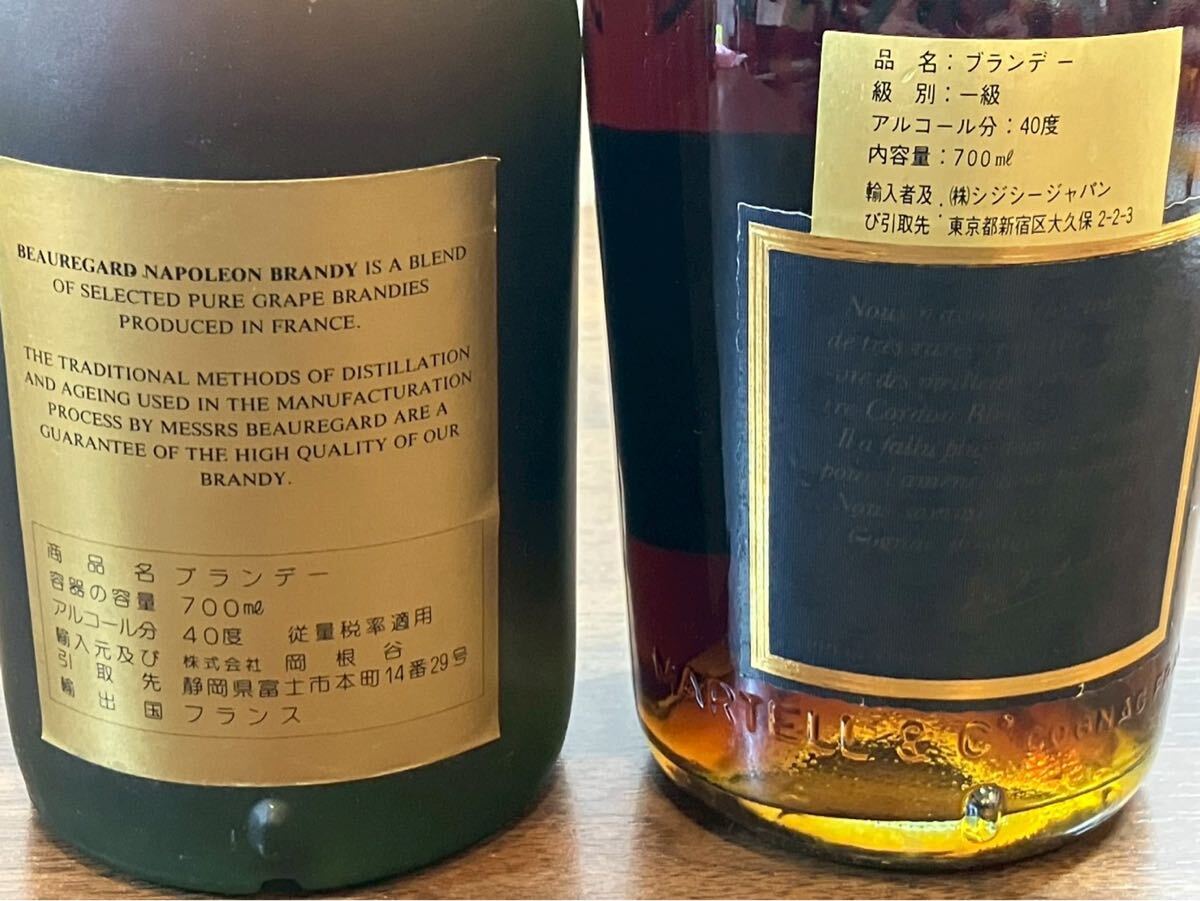 BEAUREGARD NAPOLEON BRANDY IS A BLEND
OF SELECTED PURE GRAPE BRANDIES
PRODUCED IN FRANCE.
THE TRADITIONAL METHODS OF DISTILLATION
AND AGEING USED IN THE MANUFACTURATION
PROCESS BY MESSRS BEAUREGARD ARE A
GUARANTEE OF THE HIGH QUALITY OF OUR
BRANDY.
商品名 ブランデー
容器の容量 700ml
アルコール分 40度 従量税率適用
輸入元及び 株式会社 岡根谷
引取先 静岡県富士市本町14番29号
輸出国 フランス
品名：ブランデー
級別：一級
アルコール分：40度
内容量：700ml
輸入者及び引取先：(株)シジシージャパン
東京都新宿区大久保2-2-3
Nous
de très rares
des meilleures
Cordon
Il a fallu
pour l'amener
Nous sommes
Cognac
MARTELL & Co COGNAC